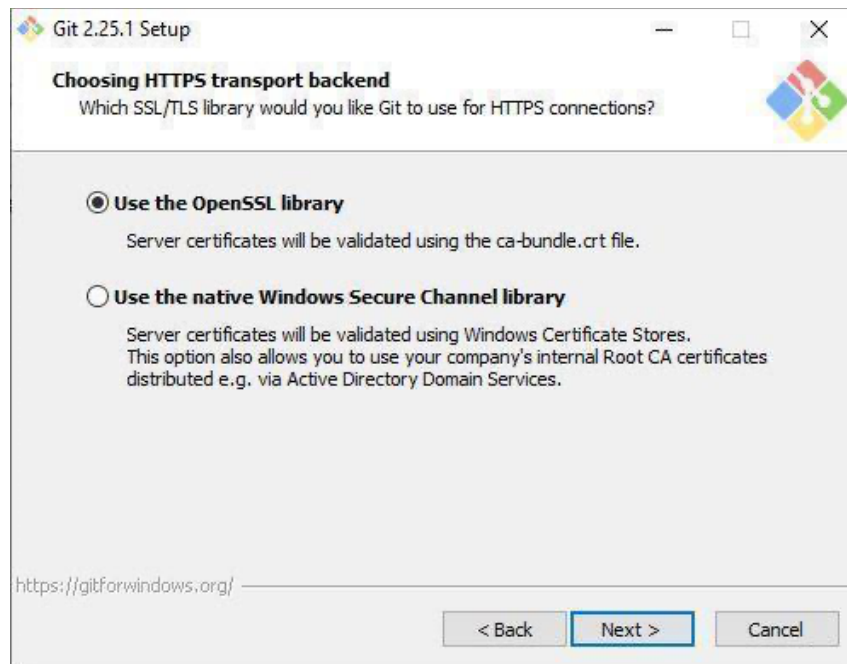 Git 2.25.1 Setup
Choosing HTTPS transport backend
Which SSL/TLS library would you like Git to use for HTTPS connections?
Use the OpenSSL library
Server certificates will be validated using the ca-bundle.crt file.
Use the native Windows Secure Channel library
Server certificates will be validated using Windows Certificate Stores.
This option also allows you to use your company's internal Root CA certificates
distributed e.g. via Active Directory Domain Services.
https://gitforwindows.org/
< Back Next > Cancel